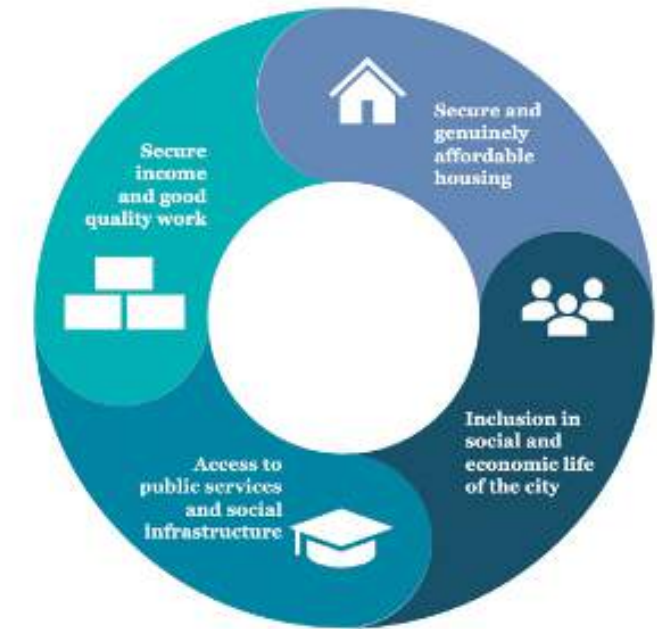 Secure and
genuinely
affordable
housing
Inclusion in
social and
economic life
of the city
Access to
public services
and social
infrastructure
Secure
income
and good
quality work